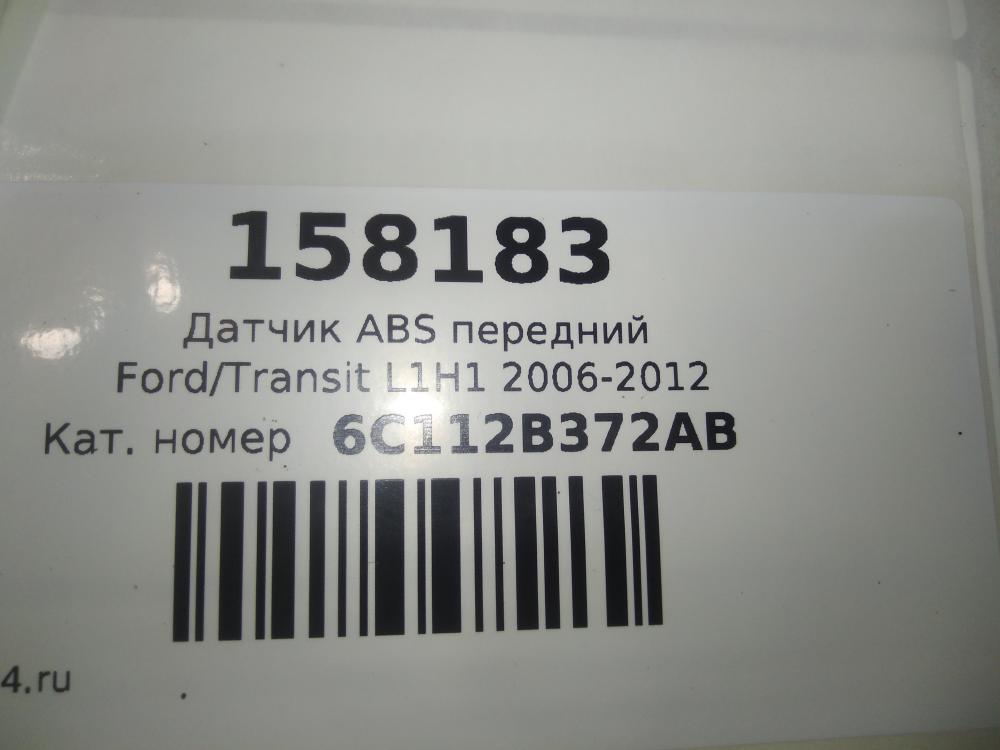 158183
Датчик ABS передний
Ford/Transit L1H1 2006-2012
Кат. номер 6C112B372AB
4.ru